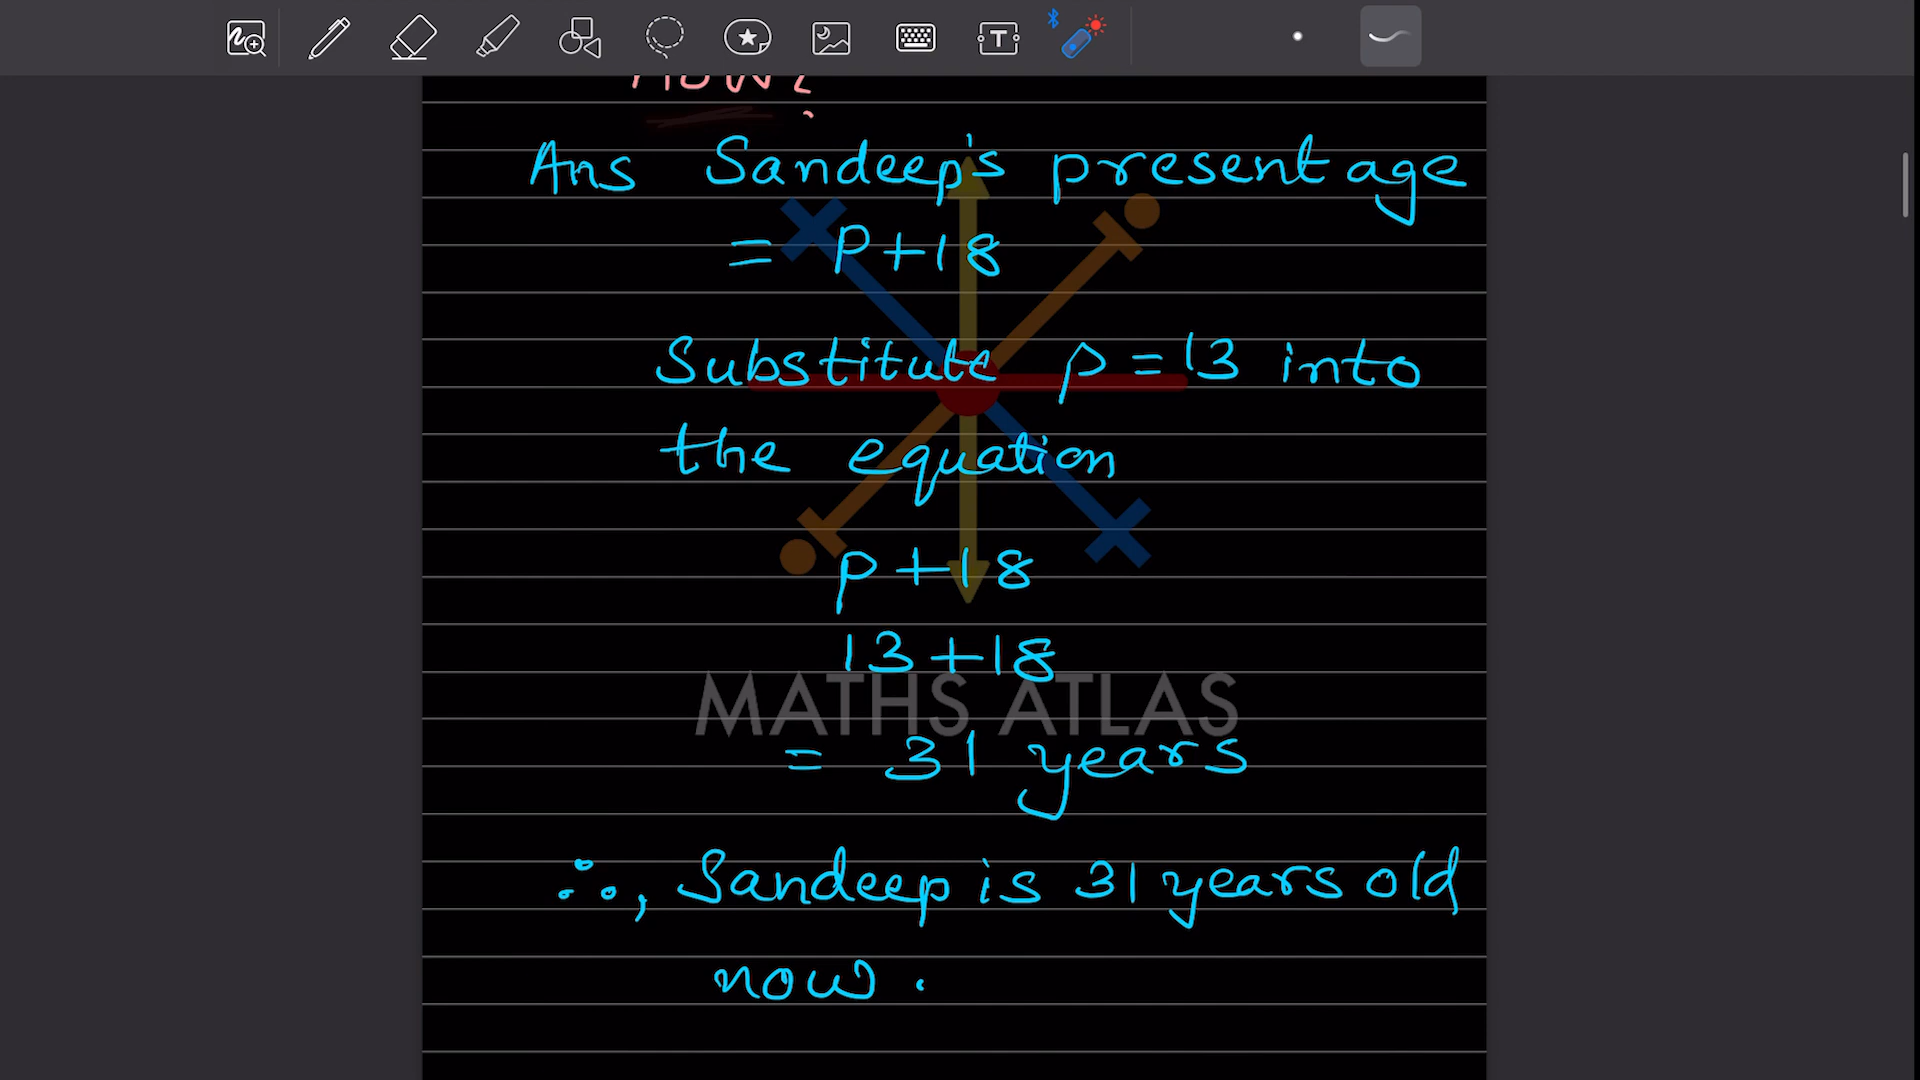 Now?
Ans Sandeep's present age
= P+18
Substitute p = 13 into
the equation
p+18
13+18
MATHS ATLAS
= 31 years
∴, Sandeep is 31 years old
now.